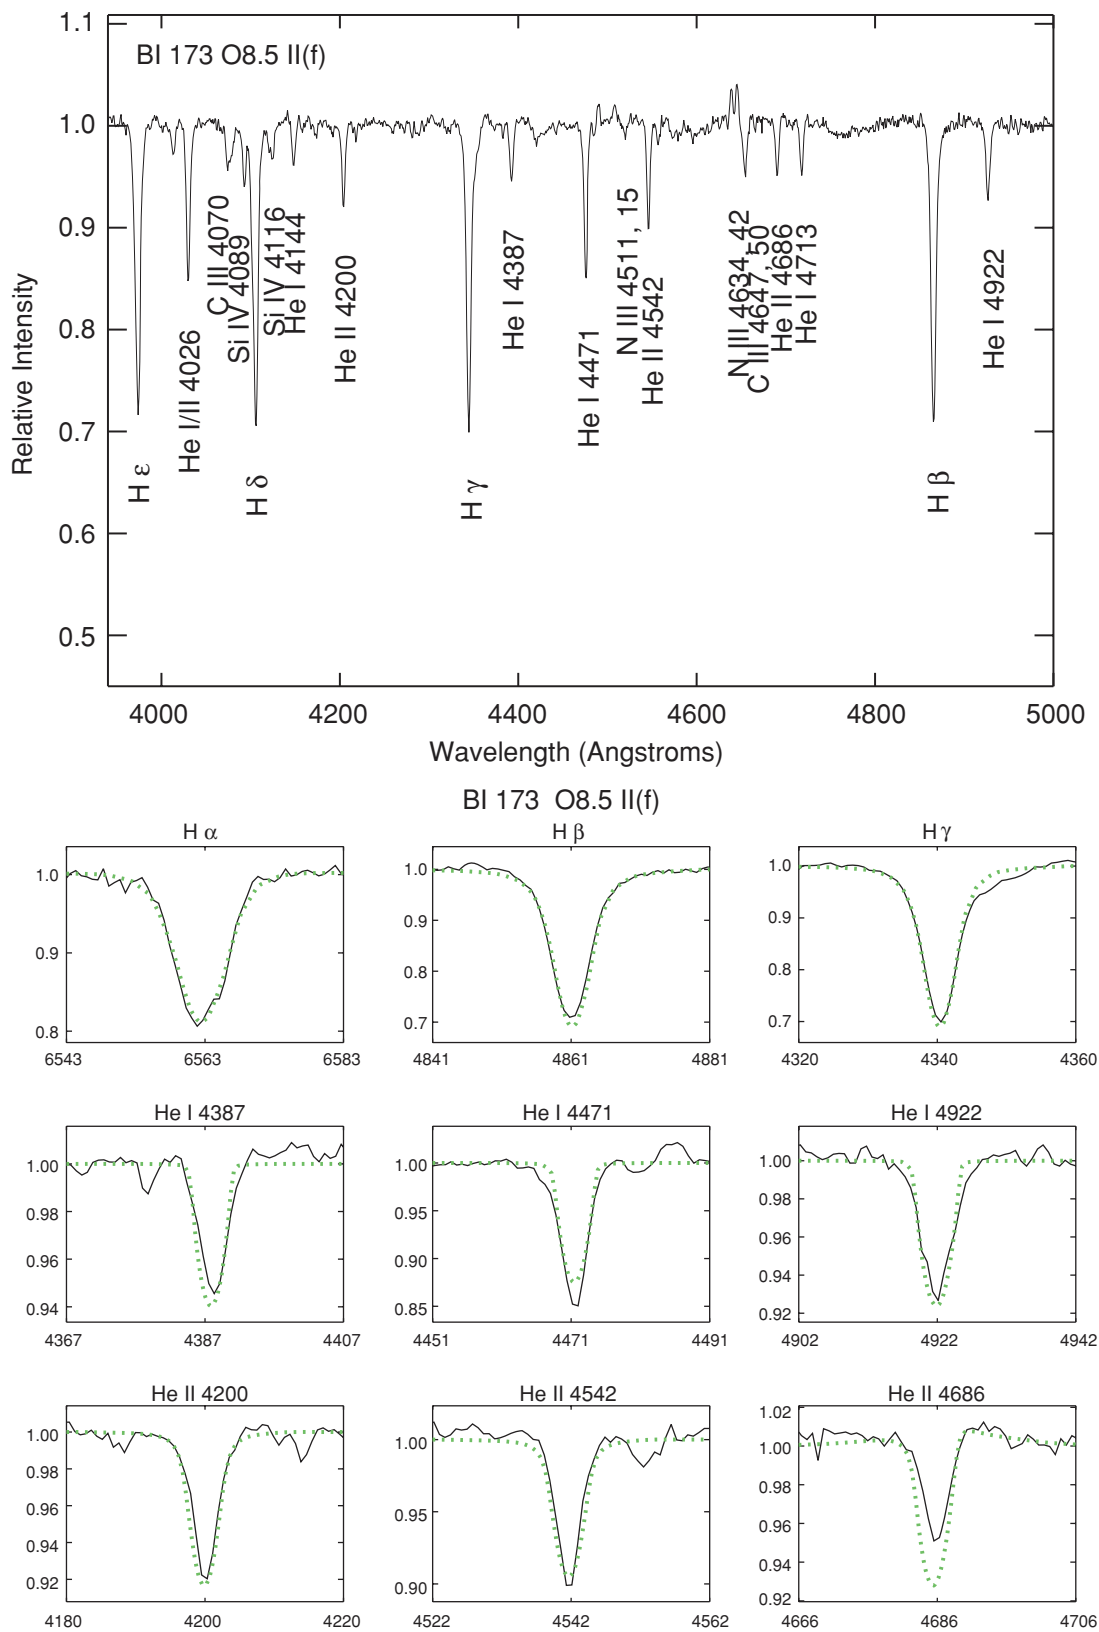 BI 173 O8.5 II(f)
1.1
1.0
0.9
0.8
0.7
0.6
0.5
Relative Intensity
H ε
He I/II 4026
C III 4070
Si IV 4089
H δ
Si IV 4116
He I 4144
He II 4200
H γ
He I 4387
He I 4471
N III 4511, 15
He II 4542
N III 4634, 42
C III 4647, 50
He II 4686
He I 4713
H β
He I 4922
4000 4200 4400 4600 4800 5000
Wavelength (Angstroms)
BI 173 O8.5 II(f)
H α
1.0
0.9
0.8
6543 6563 6583
H β
1.0
0.9
0.8
0.7
4841 4861 4881
H γ
1.0
0.9
0.8
0.7
4320 4340 4360
He I 4387
1.00
0.98
0.96
0.94
4367 4387 4407
He I 4471
1.00
0.95
0.90
0.85
4451 4471 4491
He I 4922
1.00
0.98
0.96
0.94
0.92
4902 4922 4942
He II 4200
1.00
0.98
0.96
0.94
0.92
4180 4200 4220
He II 4542
1.00
0.95
0.90
4522 4542 4562
He II 4686
1.02
1.00
0.98
0.96
0.94
0.92
4666 4686 4706